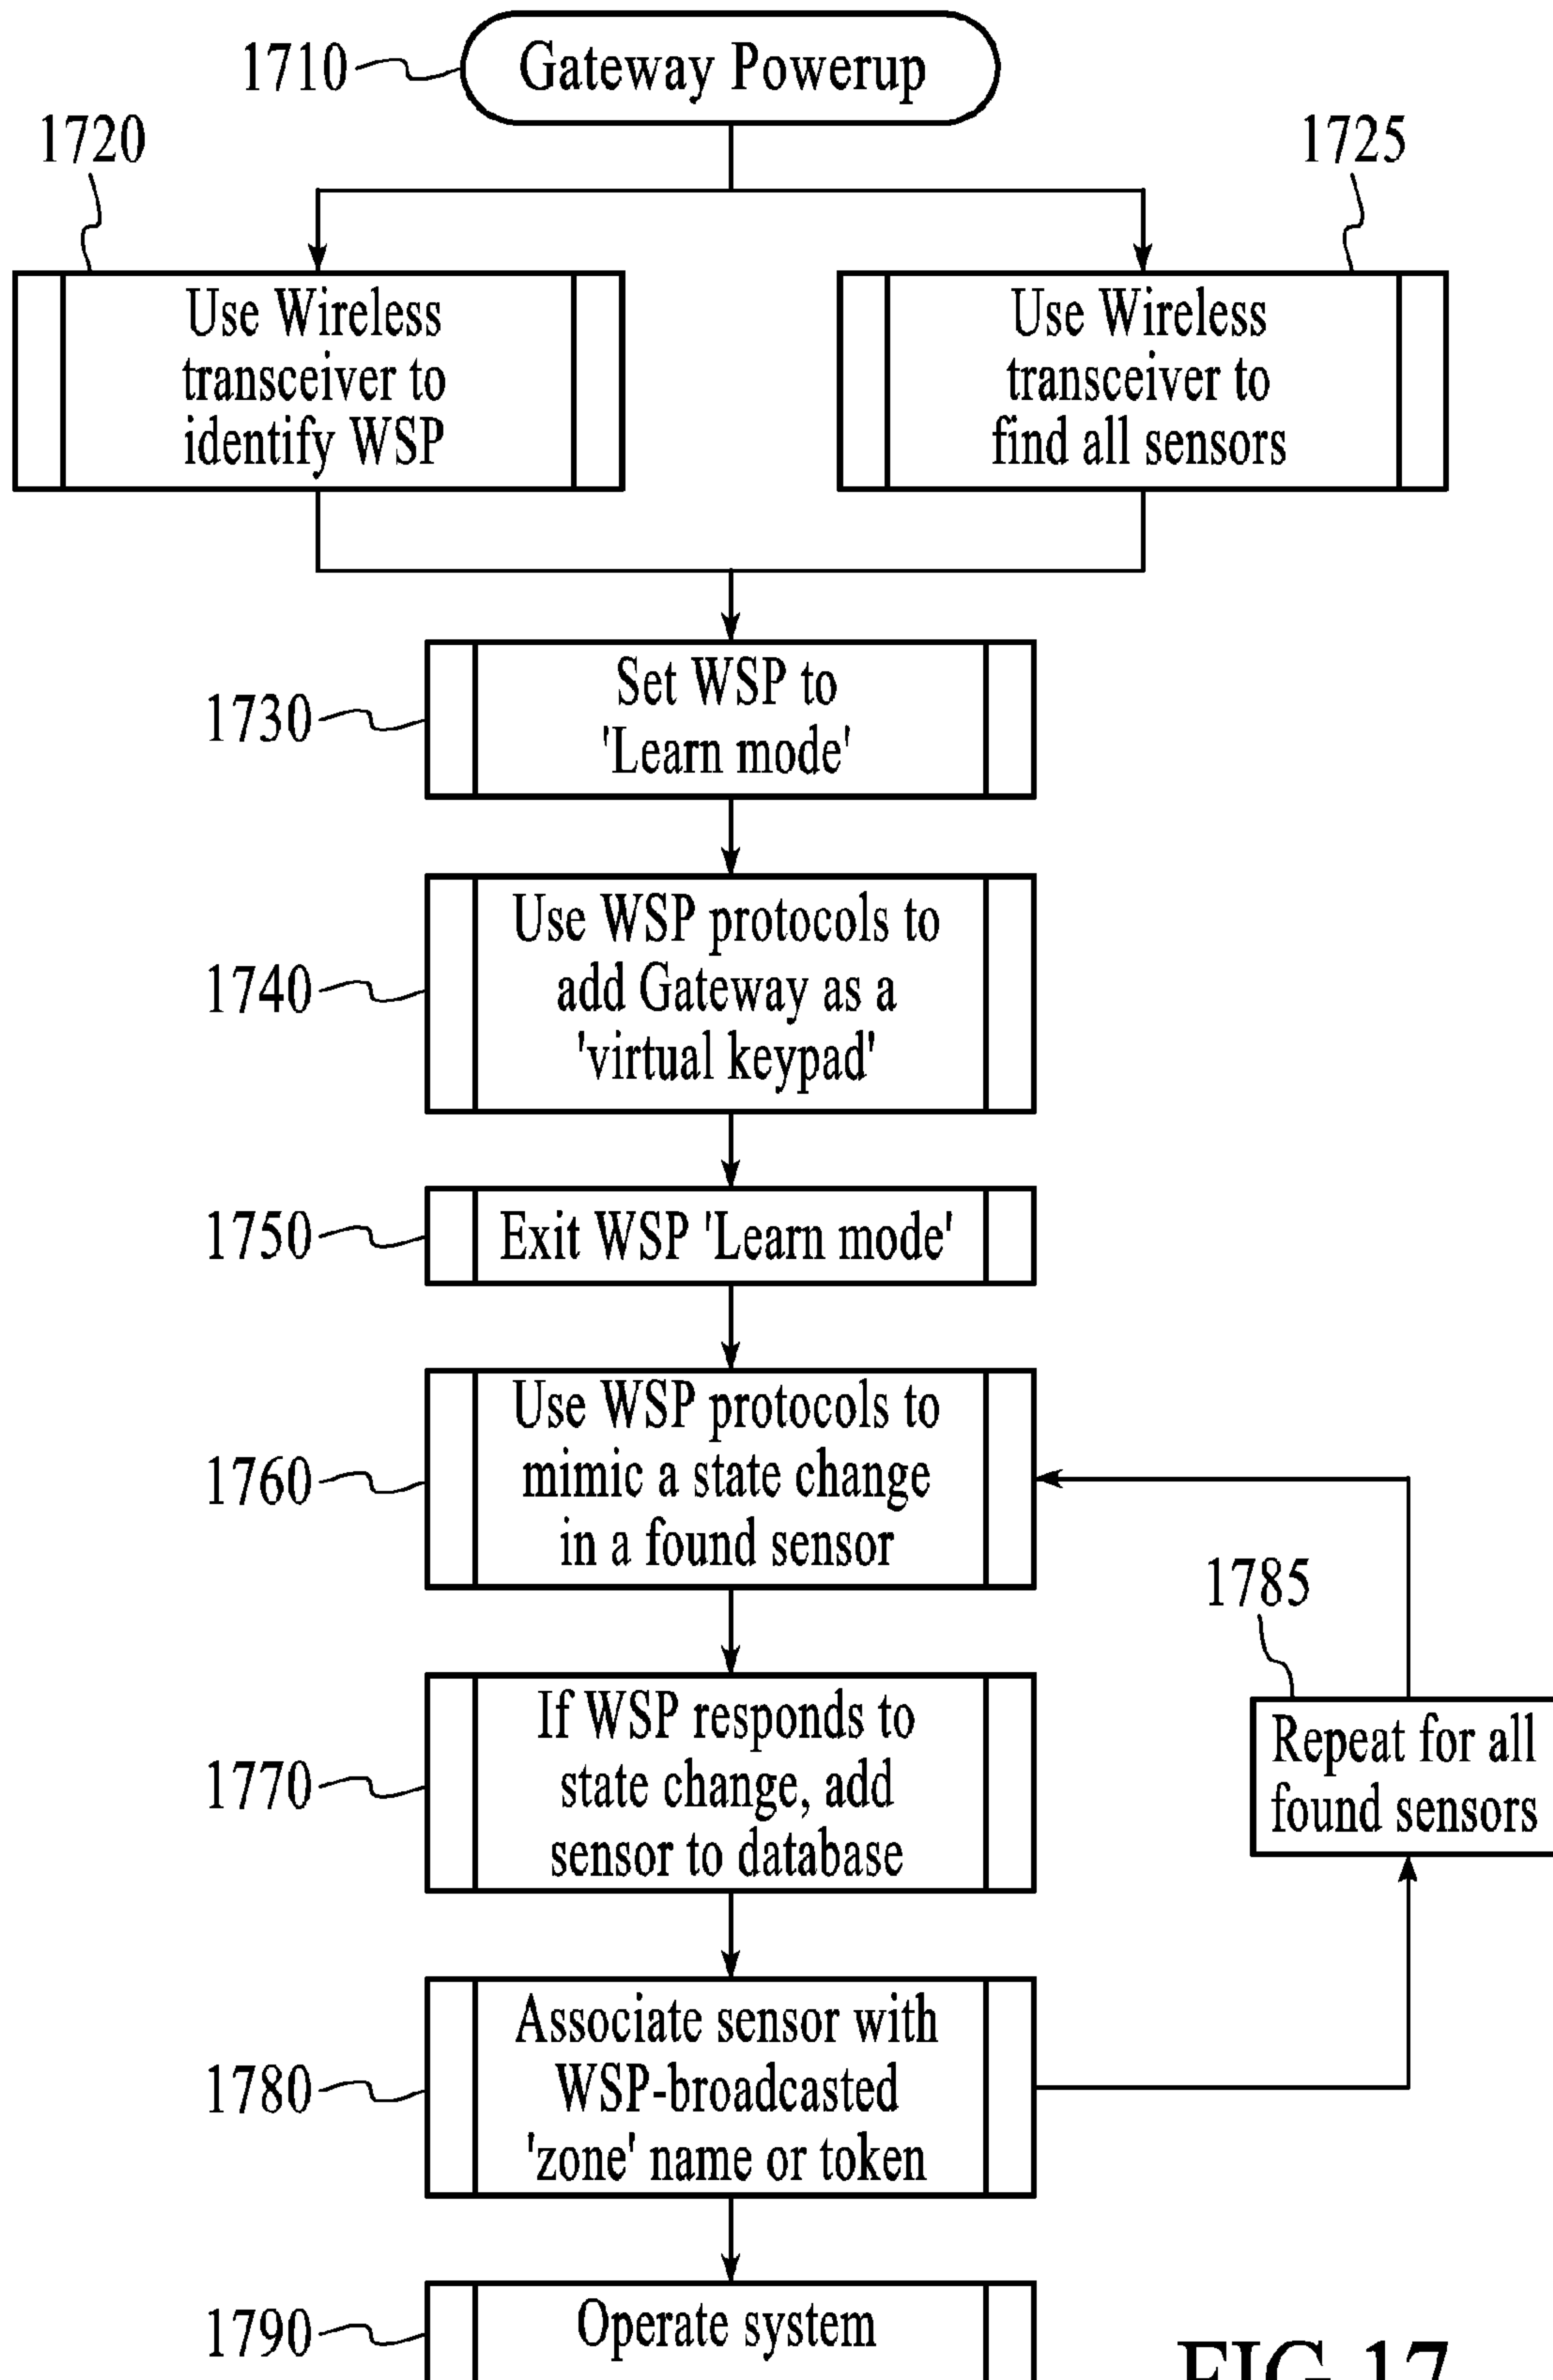 1710
Gateway Powerup
1720
1725
Use Wireless
transceiver to
identify WSP
Use Wireless
transceiver to
find all sensors
1730
Set WSP to
'Learn mode'
1740
Use WSP protocols to
add Gateway as a
'virtual keypad'
1750
Exit WSP 'Learn mode'
1760
Use WSP protocols to
mimic a state change
in a found sensor
1785
Repeat for all
found sensors
1770
If WSP responds to
state change, add
sensor to database
1780
Associate sensor with
WSP-broadcasted
'zone' name or token
1790
Operate system
FIG.17